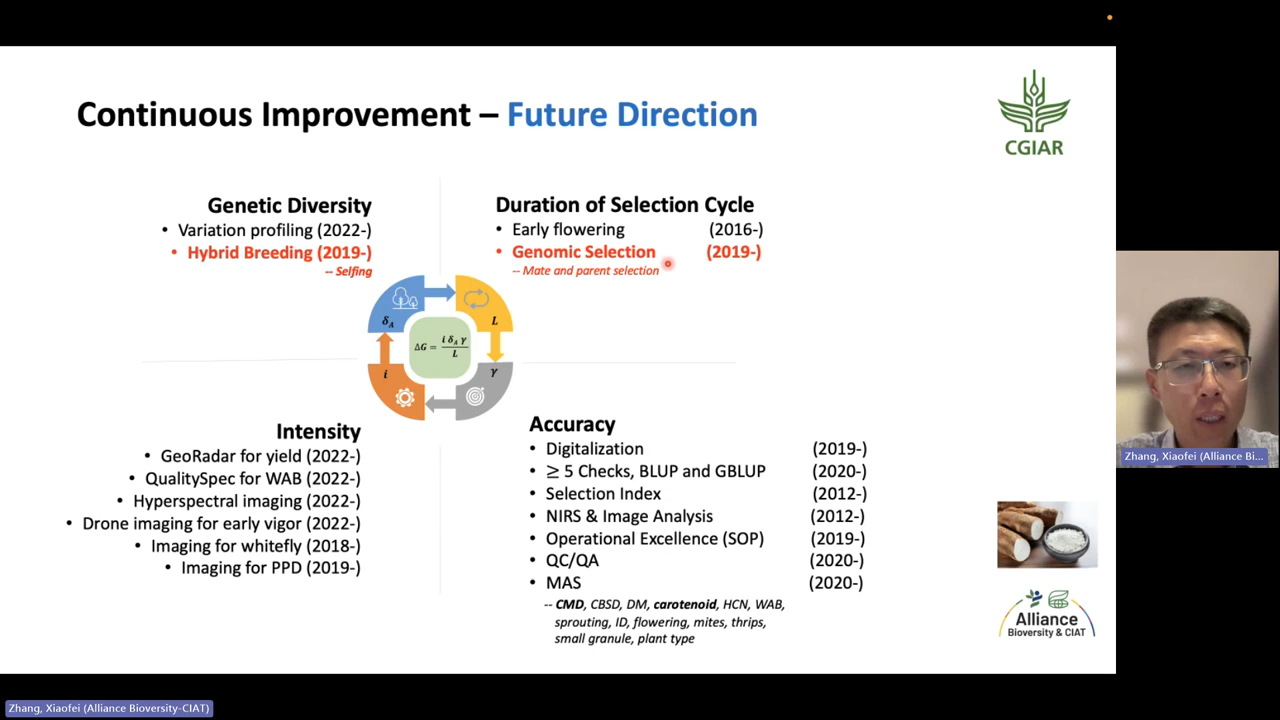 Continuous Improvement – Future Direction
CGIAR
Genetic Diversity
• Variation profiling (2022-)
• Hybrid Breeding (2019-)
-- Selfing
Duration of Selection Cycle
• Early flowering (2016-)
• Genomic Selection (2019-)
-- Mate and parent selection
δA
L
ΔG = i δA γ / L
i
γ
Intensity
• GeoRadar for yield (2022-)
• QualitySpec for WAB (2022-)
• Hyperspectral imaging (2022-)
• Drone imaging for early vigor (2022-)
• Imaging for whitefly (2018-)
• Imaging for PPD (2019-)
Accuracy
• Digitalization (2019-)
• ≥ 5 Checks, BLUP and GBLUP (2020-)
• Selection Index (2012-)
• NIRS & Image Analysis (2012-)
• Operational Excellence (SOP) (2019-)
• QC/QA (2020-)
• MAS (2020-)
-- CMD, CBSD, DM, carotenoid, HCN, WAB,
sprouting, ID, flowering, mites, thrips,
small granule, plant type
Alliance
Bioversity & CIAT
Zhang, Xiaofei (Alliance Bi...
Zhang, Xiaofei (Alliance Bioversity-CIAT)